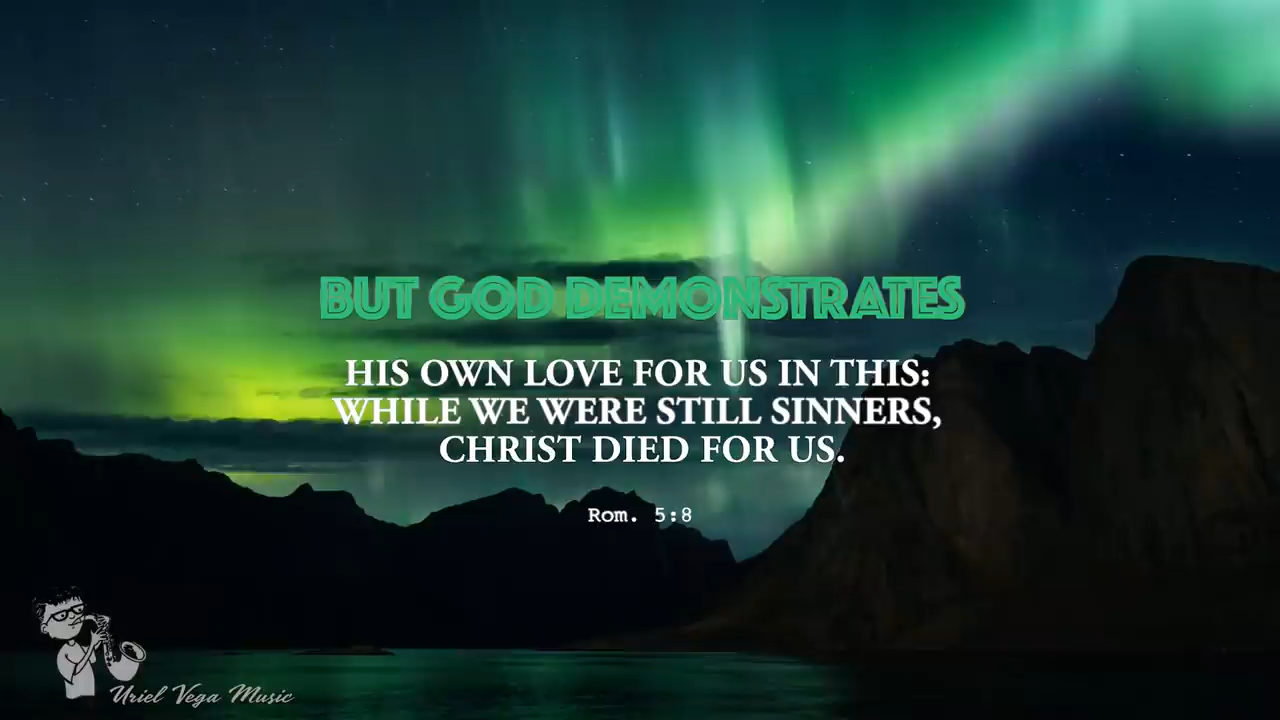 BUT GOD DEMONSTRATES
HIS OWN LOVE FOR US IN THIS:
WHILE WE WERE STILL SINNERS,
CHRIST DIED FOR US.
Rom. 5:8
Uriel Vega Music